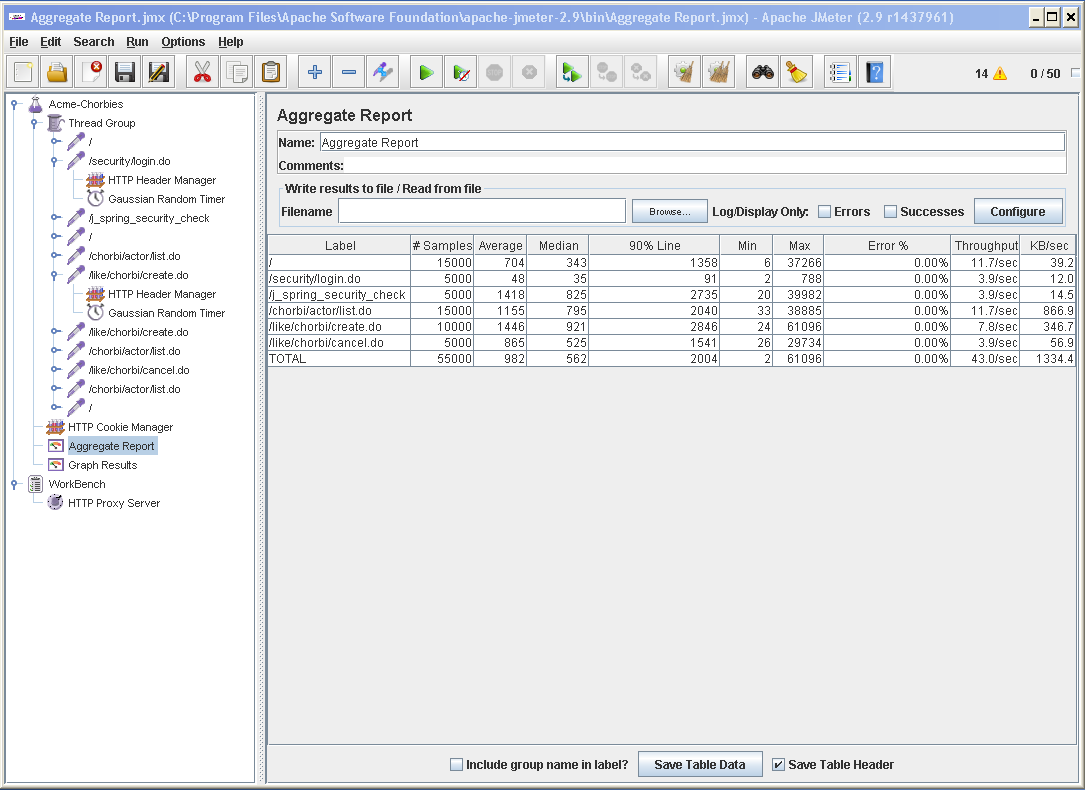 Aggregate Report.jmx (C:\Program Files\Apache Software Foundation\apache-jmeter-2.9\bin\Aggregate Report.jmx) - Apache JMeter (2.9 r1437961)
File Edit Search Run Options Help
14 0 / 50
Acme-Chorbies
Thread Group
/
/security/login.do
HTTP Header Manager
Gaussian Random Timer
/j_spring_security_check
/
/chorbi/actor/list.do
/like/chorbi/create.do
HTTP Header Manager
Gaussian Random Timer
/like/chorbi/create.do
/chorbi/actor/list.do
/like/chorbi/cancel.do
/chorbi/actor/list.do
/
HTTP Cookie Manager
Aggregate Report
Graph Results
WorkBench
HTTP Proxy Server
Aggregate Report
Name: Aggregate Report
Comments:
Write results to file / Read from file
Filename Browse... Log/Display Only: Errors Successes Configure
Label # Samples Average Median 90% Line Min Max Error % Throughput KB/sec
/ 15000 704 343 1358 6 37266 0.00% 11.7/sec 39.2
/security/login.do 5000 48 35 91 2 788 0.00% 3.9/sec 12.0
/j_spring_security_check 5000 1418 825 2735 20 39982 0.00% 3.9/sec 14.5
/chorbi/actor/list.do 15000 1155 795 2040 33 38885 0.00% 11.7/sec 866.9
/like/chorbi/create.do 10000 1446 921 2846 24 61096 0.00% 7.8/sec 346.7
/like/chorbi/cancel.do 5000 865 525 1541 26 29734 0.00% 3.9/sec 56.9
TOTAL 55000 982 562 2004 2 61096 0.00% 43.0/sec 1334.4
Include group name in label? Save Table Data Save Table Header